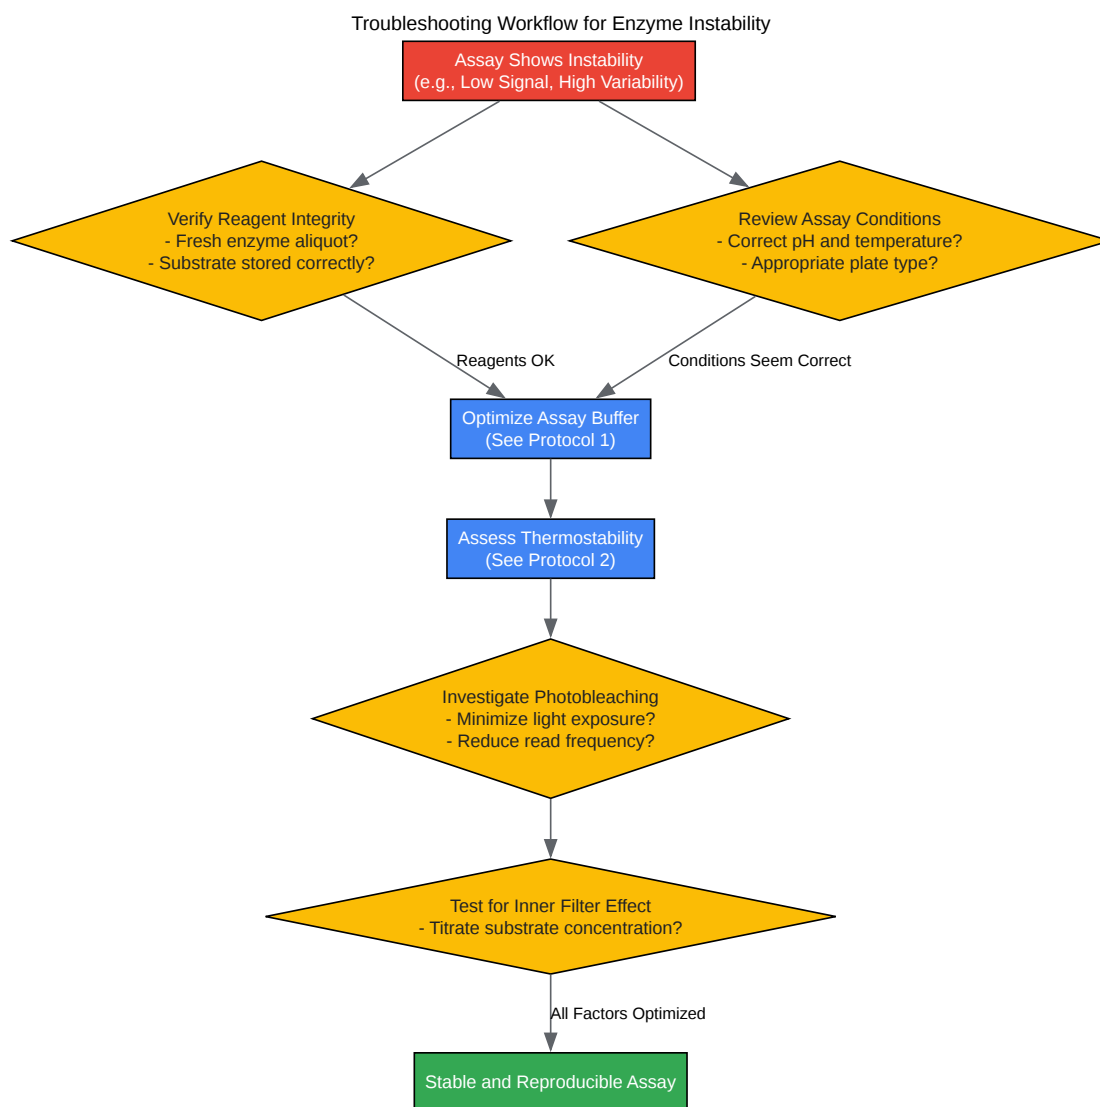 Troubleshooting Workflow for Enzyme Instability
Assay Shows Instability
(e.g., Low Signal, High Variability)
Verify Reagent Integrity
- Fresh enzyme aliquot?
- Substrate stored correctly?
Review Assay Conditions
- Correct pH and temperature?
- Appropriate plate type?
Reagents OK
Conditions Seem Correct
Optimize Assay Buffer
(See Protocol 1)
Assess Thermostability
(See Protocol 2)
Investigate Photobleaching
- Minimize light exposure?
- Reduce read frequency?
Test for Inner Filter Effect
- Titrate substrate concentration?
All Factors Optimized
Stable and Reproducible Assay